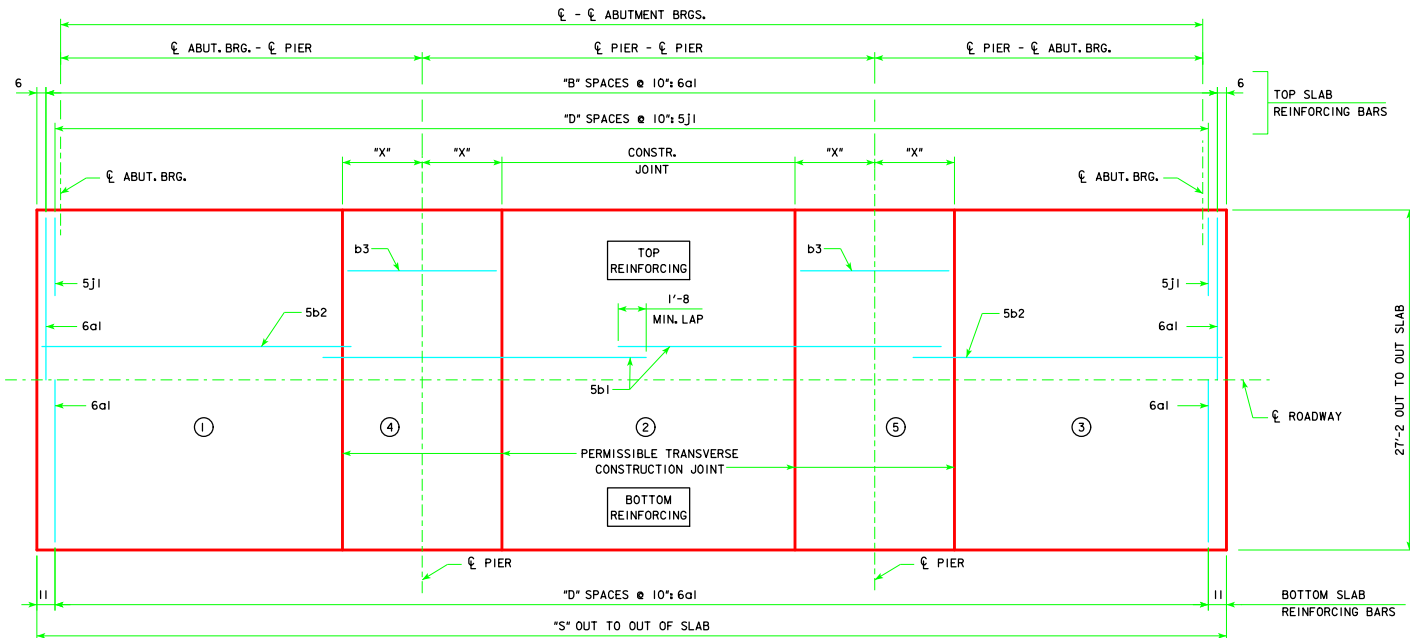 ℄ - ℄ ABUTMENT BRGS.
℄ ABUT. BRG. - ℄ PIER
℄ PIER - ℄ PIER
℄ PIER - ℄ ABUT. BRG.
6
"B" SPACES @ 10": 6a1
6
TOP SLAB
REINFORCING BARS
"D" SPACES @ 10": 5j1
"X"
"X"
CONSTR.
JOINT
"X"
"X"
℄ ABUT. BRG.
℄ ABUT. BRG.
b3
TOP
REINFORCING
b3
5j1
5j1
1'-8
MIN. LAP
5b2
5b2
6a1
6a1
5b1
6a1
6a1
℄ ROADWAY
27'-2 OUT TO OUT SLAB
1
4
2
5
3
PERMISSIBLE TRANSVERSE
CONSTRUCTION JOINT
BOTTOM
REINFORCING
℄ PIER
℄ PIER
11
"D" SPACES @ 10": 6a1
11
BOTTOM SLAB
REINFORCING BARS
"S" OUT TO OUT OF SLAB